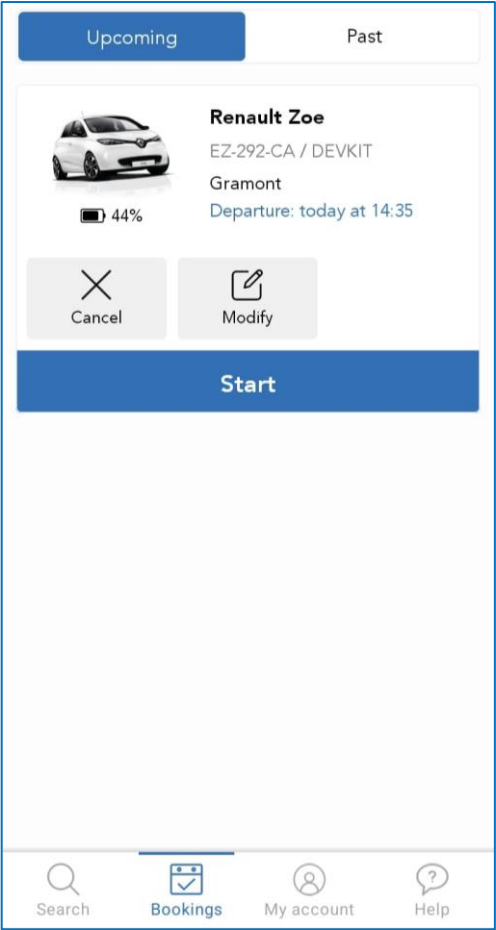 Upcoming Past
Renault Zoe
EZ-292-CA / DEVKIT
Gramont
44% Departure: today at 14:35
Cancel Modify
Start
Search Bookings My account Help